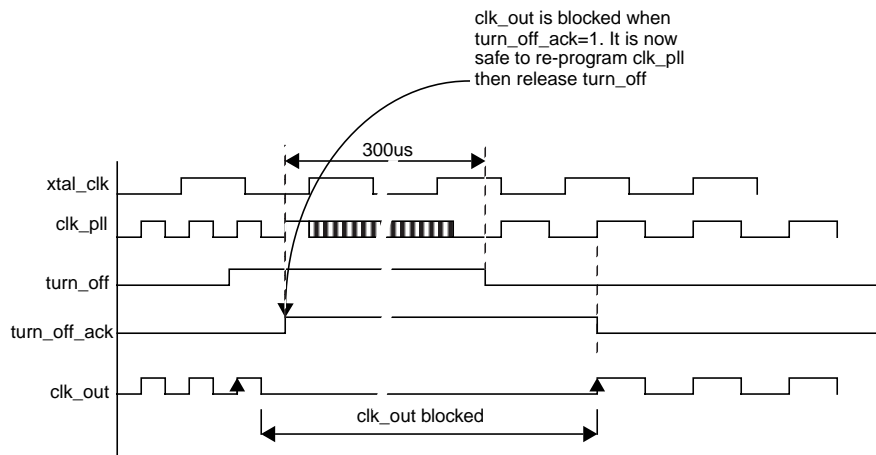 clk_out is blocked when
turn_off_ack=1. It is now
safe to re-program clk_pll
then release turn_off
300us
xtal_clk
clk_pll
turn_off
turn_off_ack
clk_out
clk_out blocked